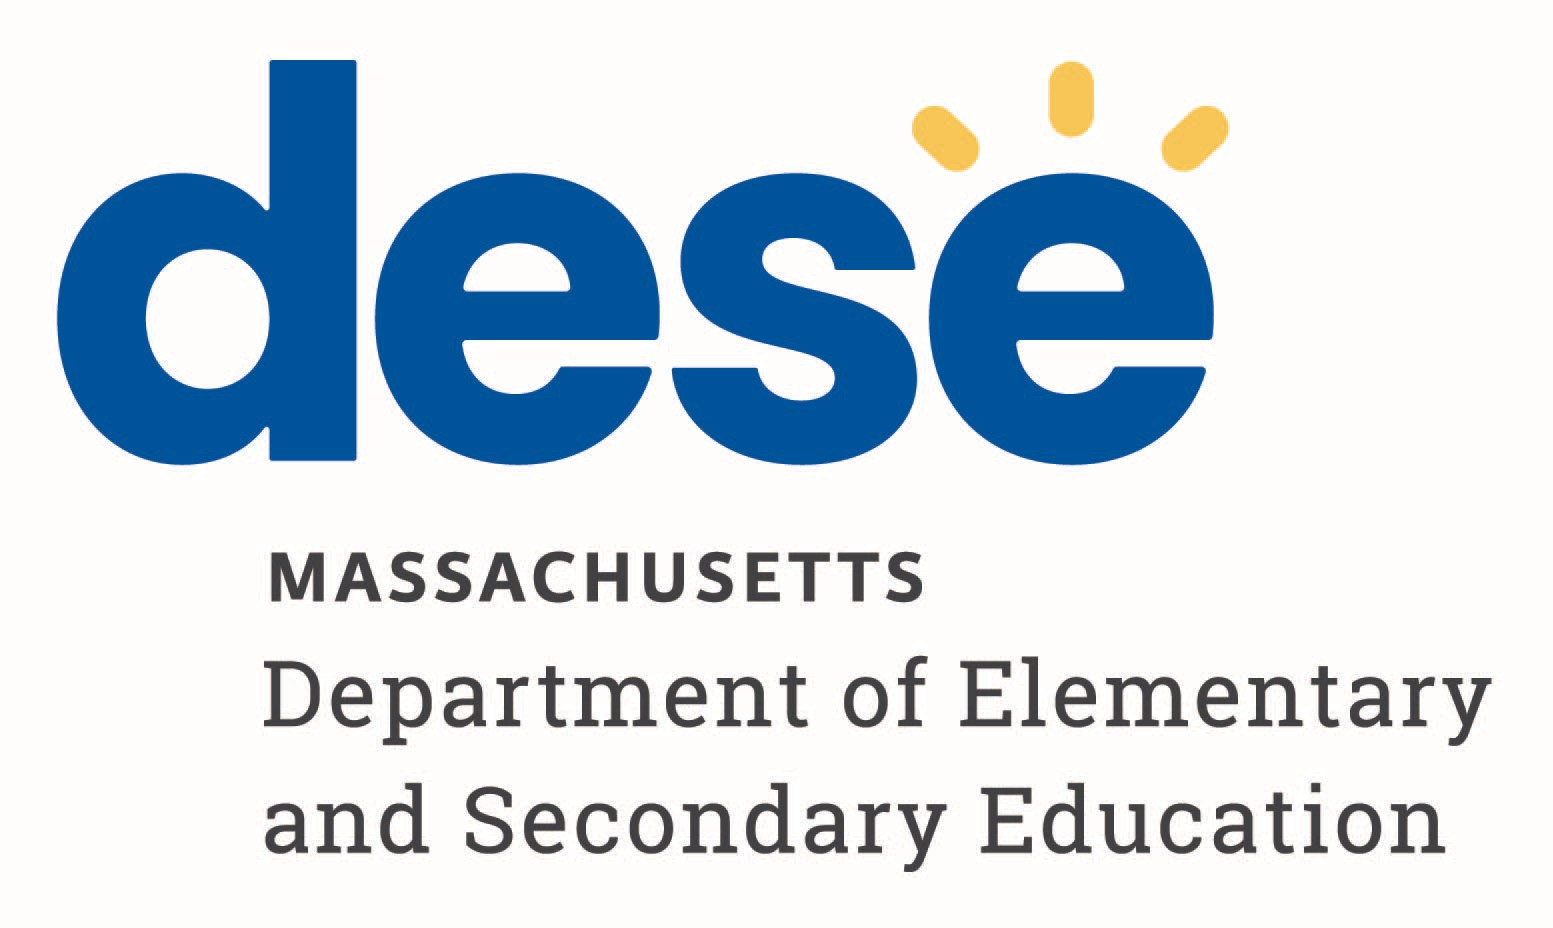 dese
MASSACHUSETTS
Department of Elementary
and Secondary Education